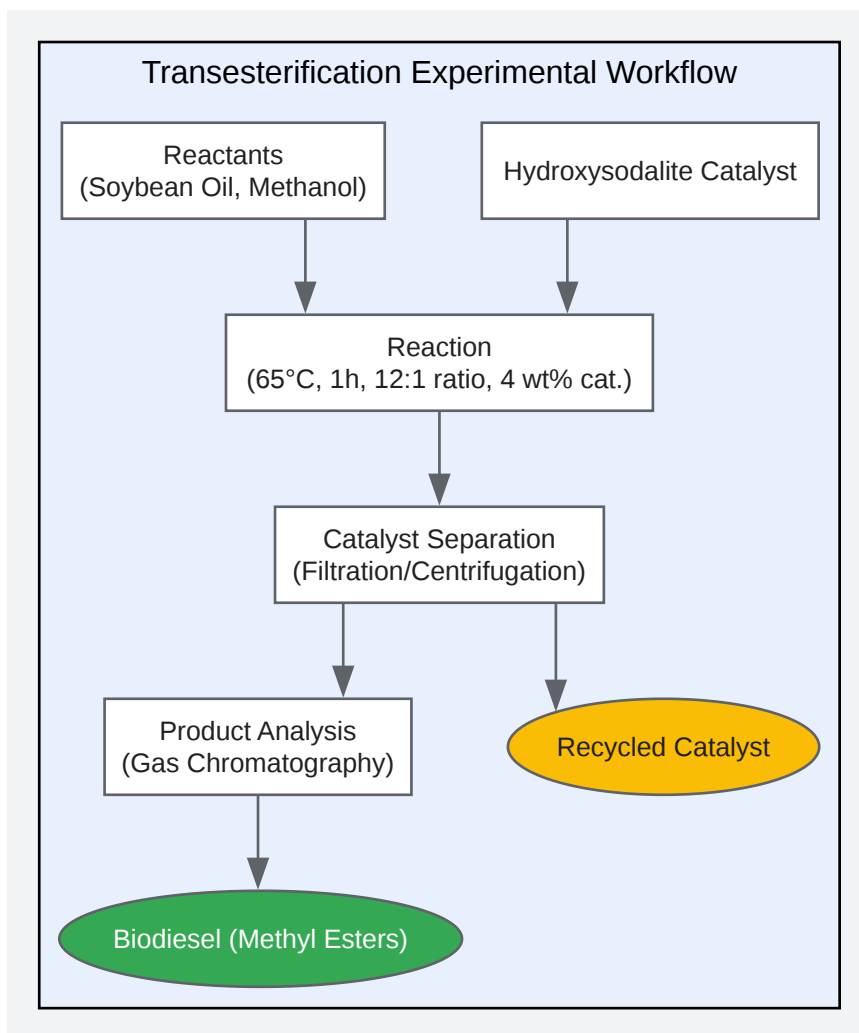 Transesterification Experimental Workflow
Reactants
(Soybean Oil, Methanol)
Hydroxysodalite Catalyst
Reaction
(65°C, 1h, 12:1 ratio, 4 wt% cat.)
Catalyst Separation
(Filtration/Centrifugation)
Product Analysis
(Gas Chromatography)
Recycled Catalyst
Biodiesel (Methyl Esters)